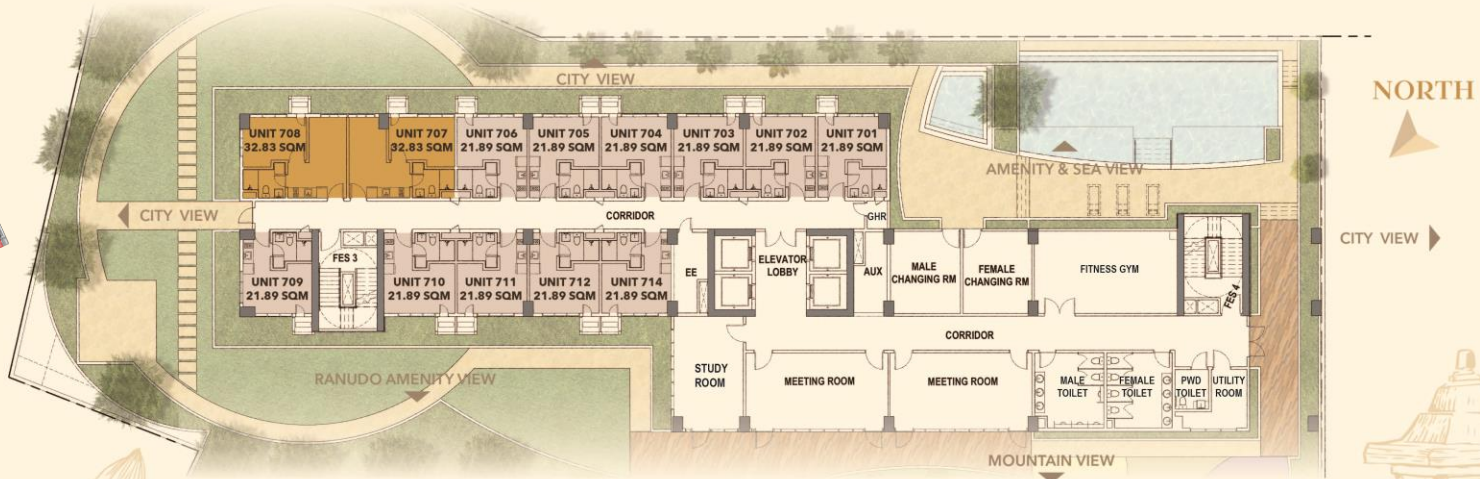 CITY VIEW
NORTH
UNIT 708
32.83 SQM
UNIT 707
32.83 SQM
UNIT 706
21.89 SQM
UNIT 705
21.89 SQM
UNIT 704
21.89 SQM
UNIT 703
21.89 SQM
UNIT 702
21.89 SQM
UNIT 701
21.89 SQM
AMENITY & SEA VIEW
CITY VIEW
CORRIDOR
GHR
CITY VIEW
UNIT 709
21.89 SQM
FES 3
UNIT 710
21.89 SQM
UNIT 711
21.89 SQM
UNIT 712
21.89 SQM
UNIT 714
21.89 SQM
EE
ELEVATOR
LOBBY
AUX
MALE
CHANGING RM
FEMALE
CHANGING RM
FITNESS GYM
FES 4
CORRIDOR
RANUDO AMENITY VIEW
STUDY
ROOM
MEETING ROOM
MEETING ROOM
MALE
TOILET
FEMALE
TOILET
PWD
TOILET
UTILITY
ROOM
MOUNTAIN VIEW